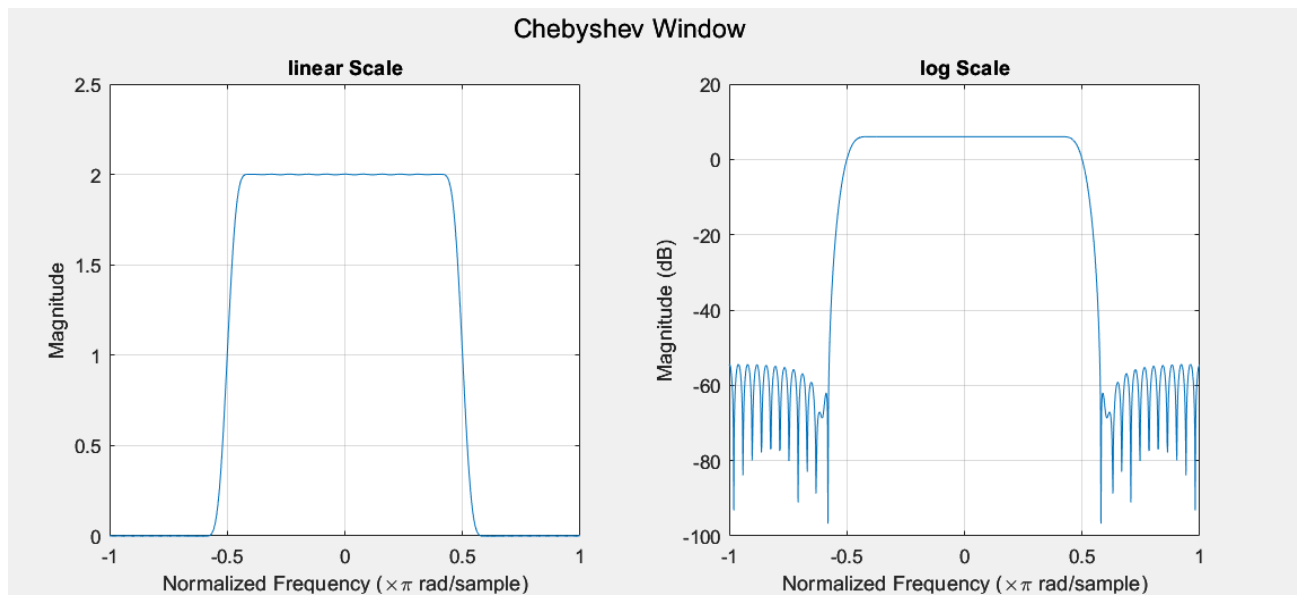 Chebyshev Window
linear Scale
2.5
2
1.5
1
0.5
0
Magnitude
-1 -0.5 0 0.5 1
Normalized Frequency (×π rad/sample)
log Scale
20
0
-20
-40
-60
-80
-100
Magnitude (dB)
-1 -0.5 0 0.5 1
Normalized Frequency (×π rad/sample)